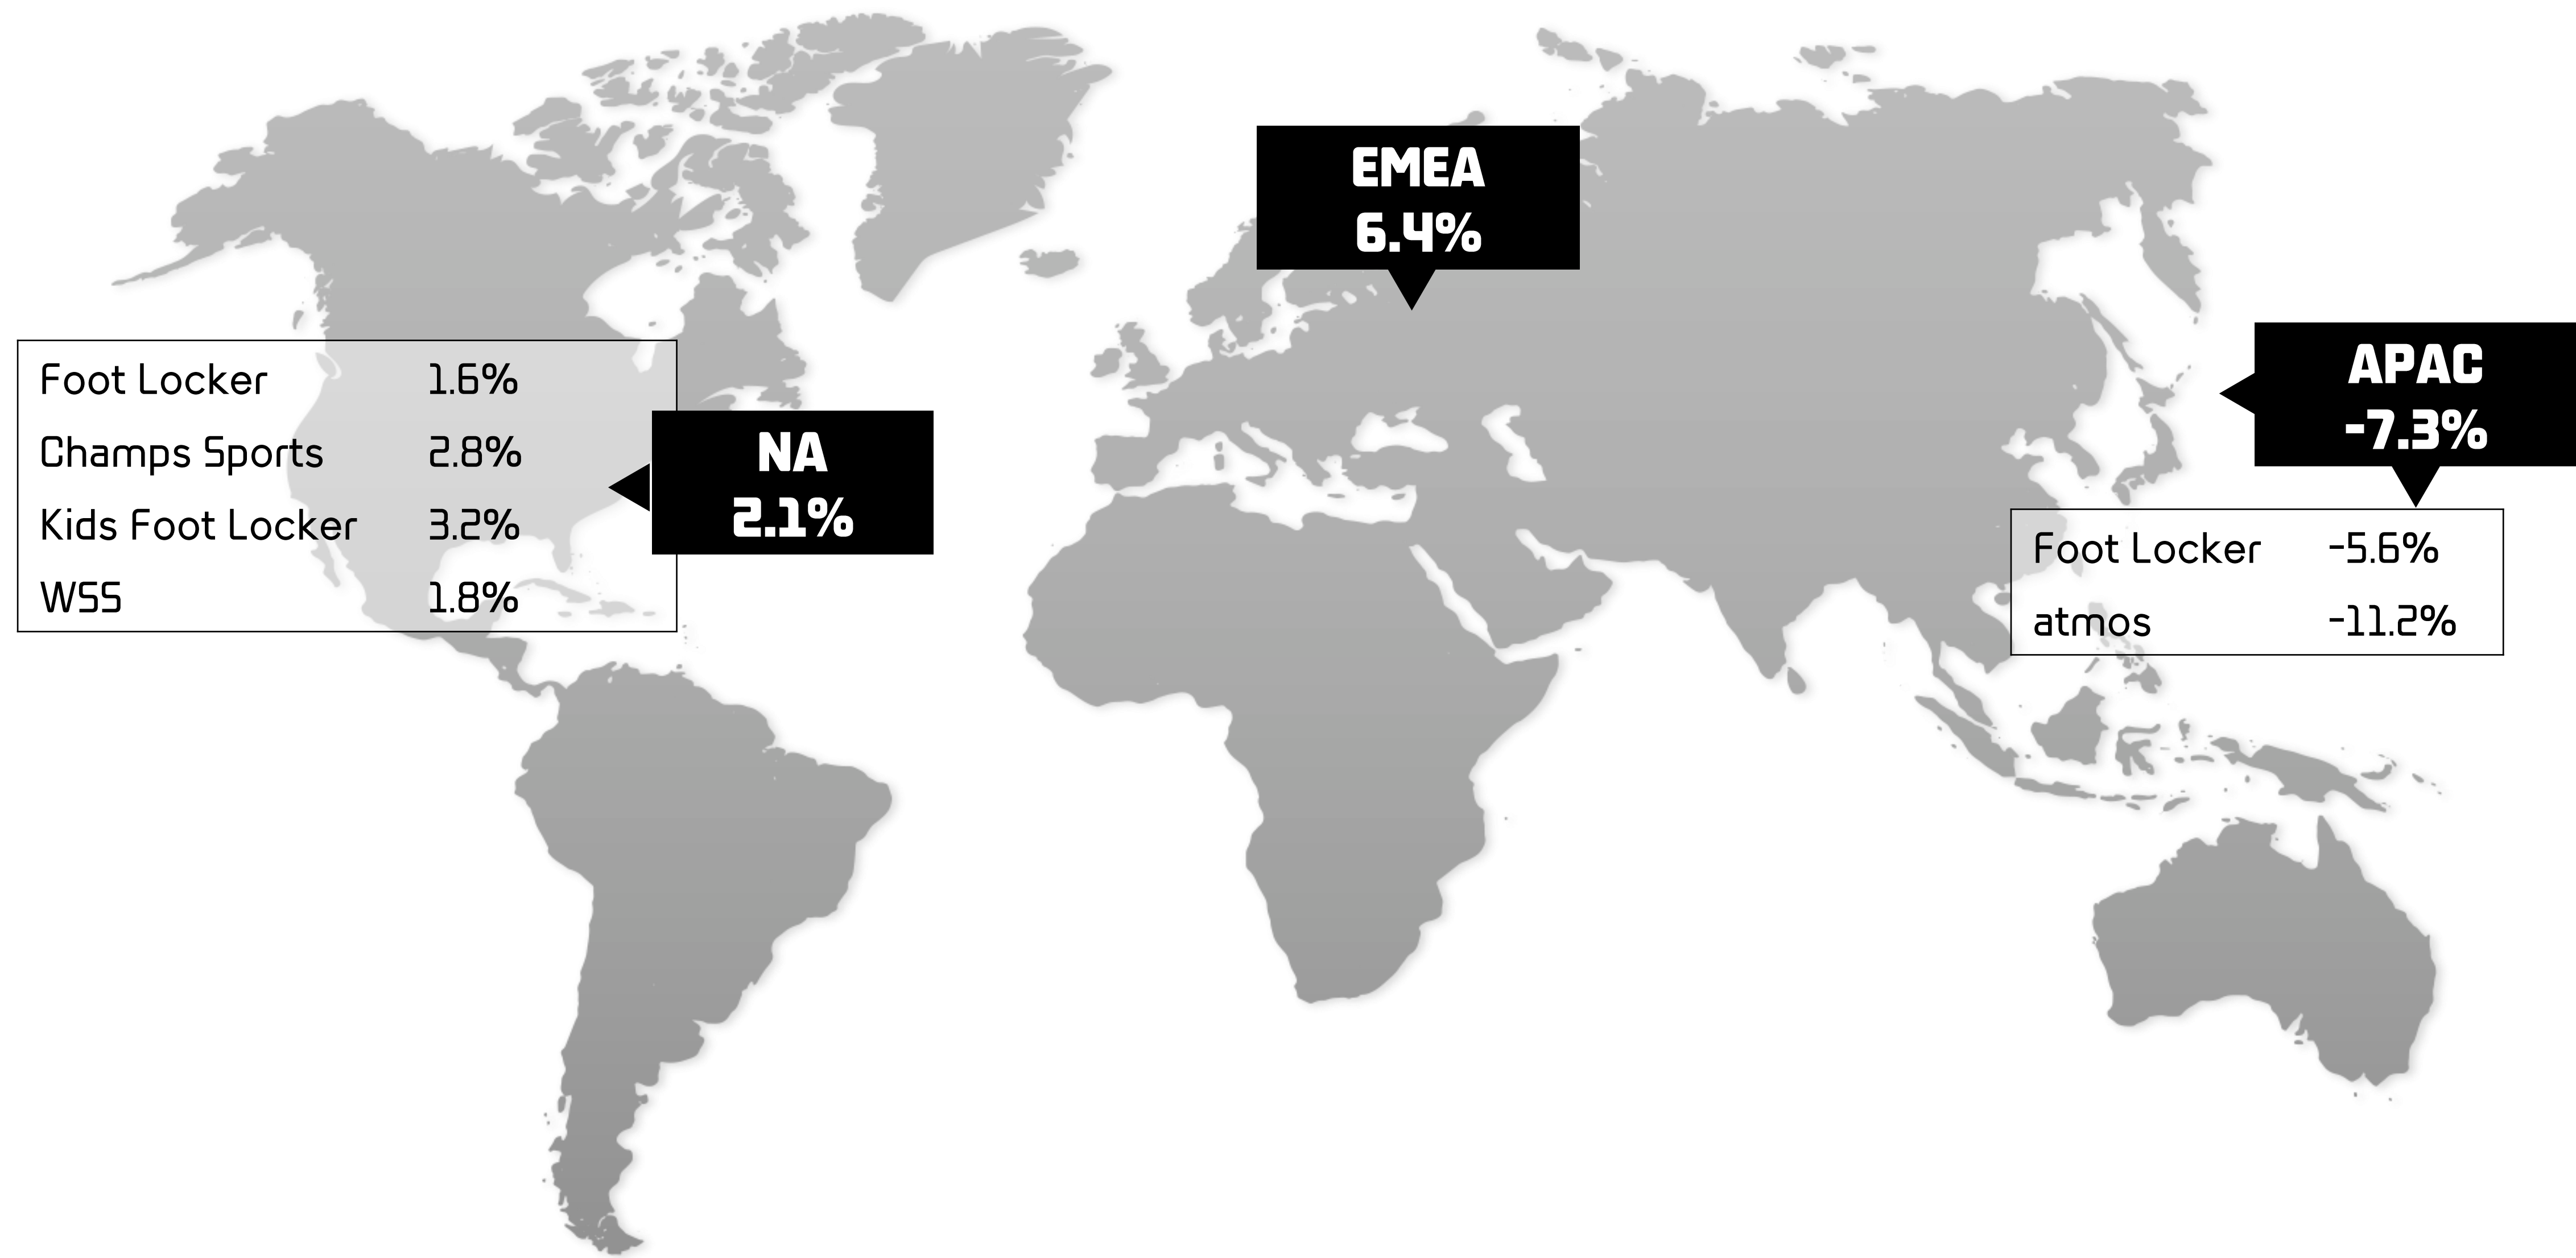 EMEA
6.4%
APAC
-7.3%
Foot Locker 1.6%
Champs Sports 2.8%
Kids Foot Locker 3.2%
WSS 1.8%
NA
2.1%
Foot Locker -5.6%
atmos -11.2%